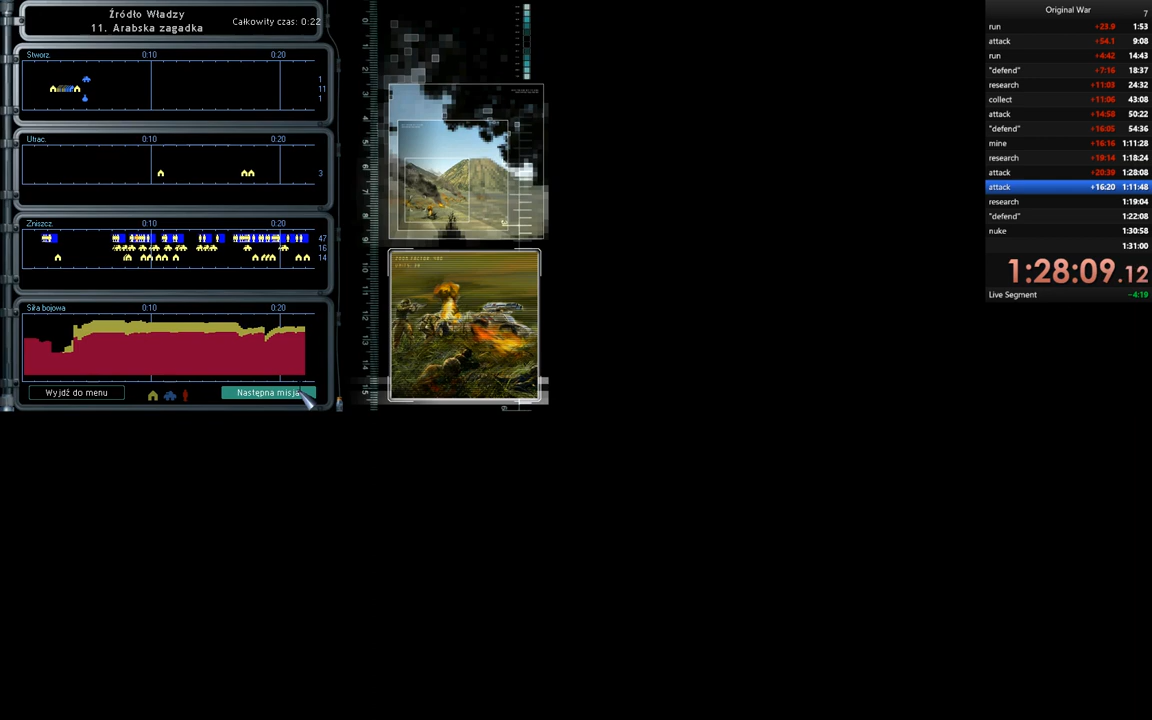 Źródło Władzy
11. Arabska zagadka
Całkowity czas: 0:22
Stworz.
0:10
0:20
1
11
1
Utrac.
0:10
0:20
3
Zniszcz.
0:10
0:20
47
16
14
Siła bojowa
0:10
0:20
Wyjdź do menu
Następna misja
Original War
7
run +23.9 1:53
attack +54.1 9:08
run +4:42 14:43
"defend" +7:16 18:37
research +11:03 24:32
collect +11:06 43:08
attack +14:58 50:22
"defend" +16:05 54:36
mine +16:16 1:11:28
research +19:14 1:18:24
attack +20:39 1:28:08
attack +16:20 1:11:48
research 1:19:04
"defend" 1:22:08
nuke 1:30:58
1:31:00
1:28:09.12
Live Segment −4:19